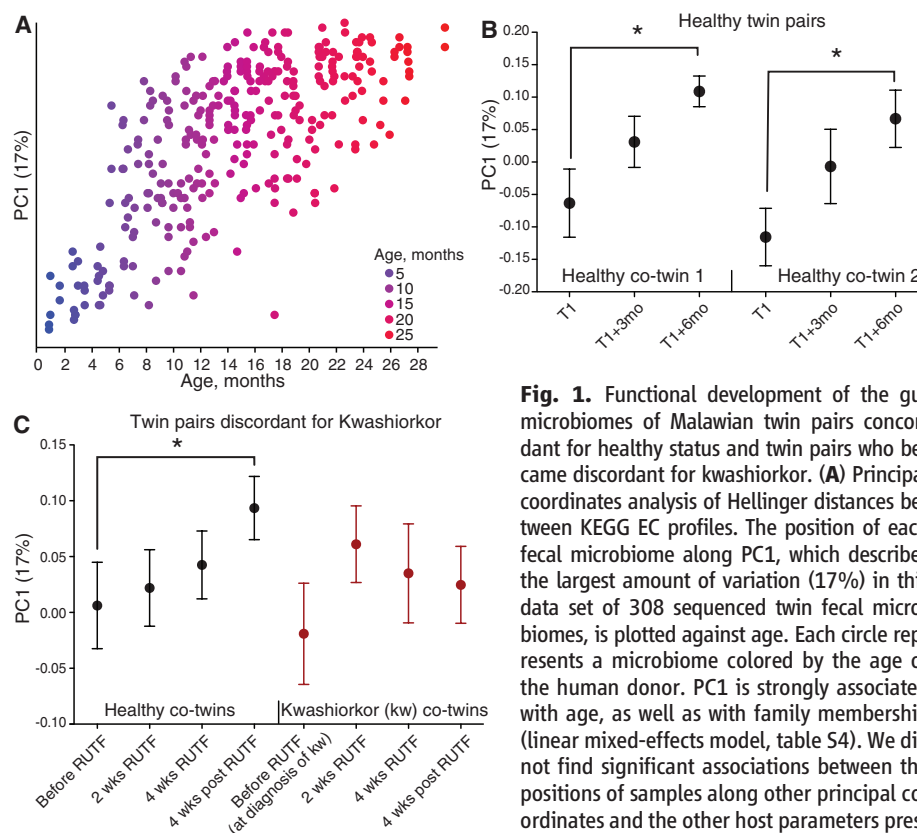 A
PC1 (17%)
Age, months
5
10
15
20
25
0 2 4 6 8 10 12 14 16 18 20 22 24 26 28
Age, months
B
Healthy twin pairs
PC1 (17%)
0.20
0.15
0.10
0.05
0.00
-0.05
-0.10
-0.15
-0.20
*
*
Healthy co-twin 1
Healthy co-twin 2
T1
T1+3mo
T1+6mo
T1
T1+3mo
T1+6mo
C
Twin pairs discordant for Kwashiorkor
PC1 (17%)
0.15
0.10
0.05
0.00
-0.05
-0.10
*
Healthy co-twins
Kwashiorkor (kw) co-twins
Before RUTF
2 wks RUTF
4 wks RUTF
4 wks post RUTF
Before RUTF
(at diagnosis of kw)
2 wks RUTF
4 wks RUTF
4 wks post RUTF
Fig. 1. Functional development of the gu
microbiomes of Malawian twin pairs concor
dant for healthy status and twin pairs who be
came discordant for kwashiorkor. (A) Principa
coordinates analysis of Hellinger distances be
tween KEGG EC profiles. The position of eac
fecal microbiome along PC1, which describe
the largest amount of variation (17%) in thi
data set of 308 sequenced twin fecal micro
biomes, is plotted against age. Each circle rep
resents a microbiome colored by the age o
the human donor. PC1 is strongly associate
with age, as well as with family membershi
(linear mixed-effects model, table S4). We di
not find significant associations between th
positions of samples along other principal co
ordinates and the other host parameters pres